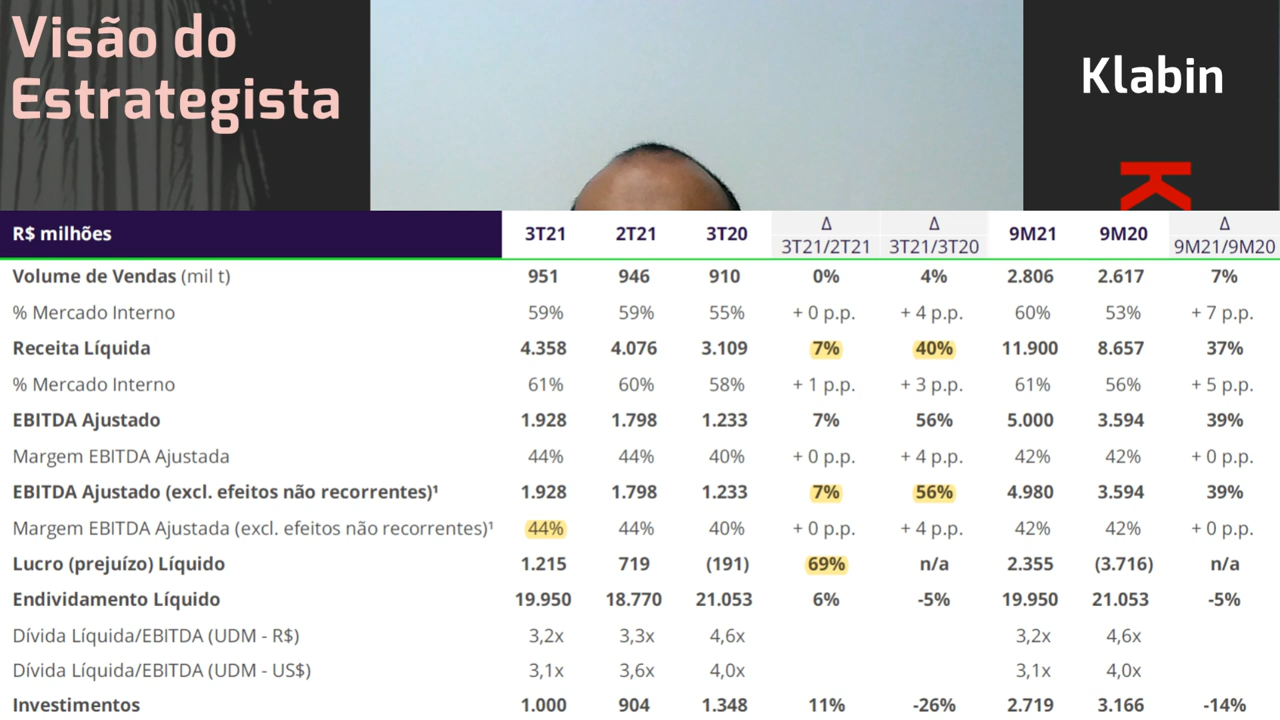 Visão do
Estrategista
Klabin
R$ milhões 3T21 2T21 3T20 Δ 3T21/2T21 Δ 3T21/3T20 9M21 9M20 Δ 9M21/9M20
Volume de Vendas (mil t) 951 946 910 0% 4% 2.806 2.617 7%
% Mercado Interno 59% 59% 55% + 0 p.p. + 4 p.p. 60% 53% + 7 p.p.
Receita Líquida 4.358 4.076 3.109 7% 40% 11.900 8.657 37%
% Mercado Interno 61% 60% 58% + 1 p.p. + 3 p.p. 61% 56% + 5 p.p.
EBITDA Ajustado 1.928 1.798 1.233 7% 56% 5.000 3.594 39%
Margem EBITDA Ajustada 44% 44% 40% + 0 p.p. + 4 p.p. 42% 42% + 0 p.p.
EBITDA Ajustado (excl. efeitos não recorrentes)¹ 1.928 1.798 1.233 7% 56% 4.980 3.594 39%
Margem EBITDA Ajustada (excl. efeitos não recorrentes)¹ 44% 44% 40% + 0 p.p. + 4 p.p. 42% 42% + 0 p.p.
Lucro (prejuízo) Líquido 1.215 719 (191) 69% n/a 2.355 (3.716) n/a
Endividamento Líquido 19.950 18.770 21.053 6% -5% 19.950 21.053 -5%
Dívida Líquida/EBITDA (UDM - R$) 3,2x 3,3x 4,6x 3,2x 4,6x
Dívida Líquida/EBITDA (UDM - US$) 3,1x 3,6x 4,0x 3,1x 4,0x
Investimentos 1.000 904 1.348 11% -26% 2.719 3.166 -14%